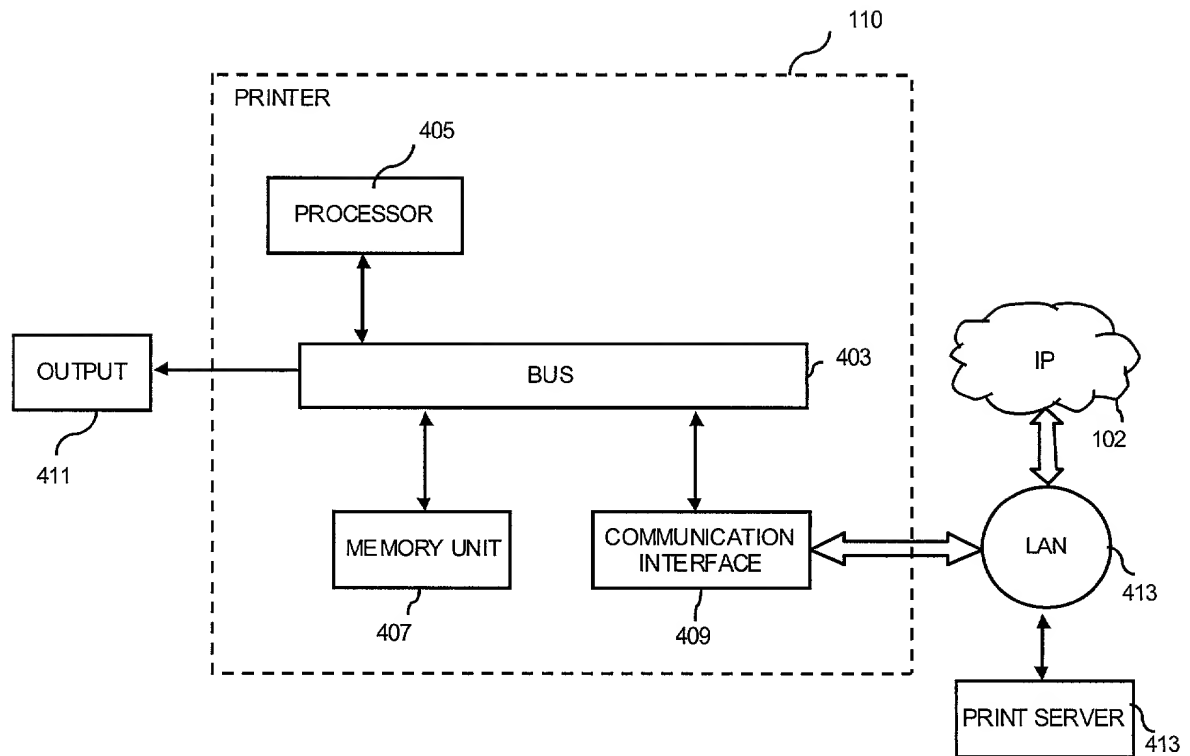 110
PRINTER
405
PROCESSOR
OUTPUT
411
BUS
403
IP
102
MEMORY UNIT
407
COMMUNICATION
INTERFACE
409
LAN
413
PRINT SERVER
413